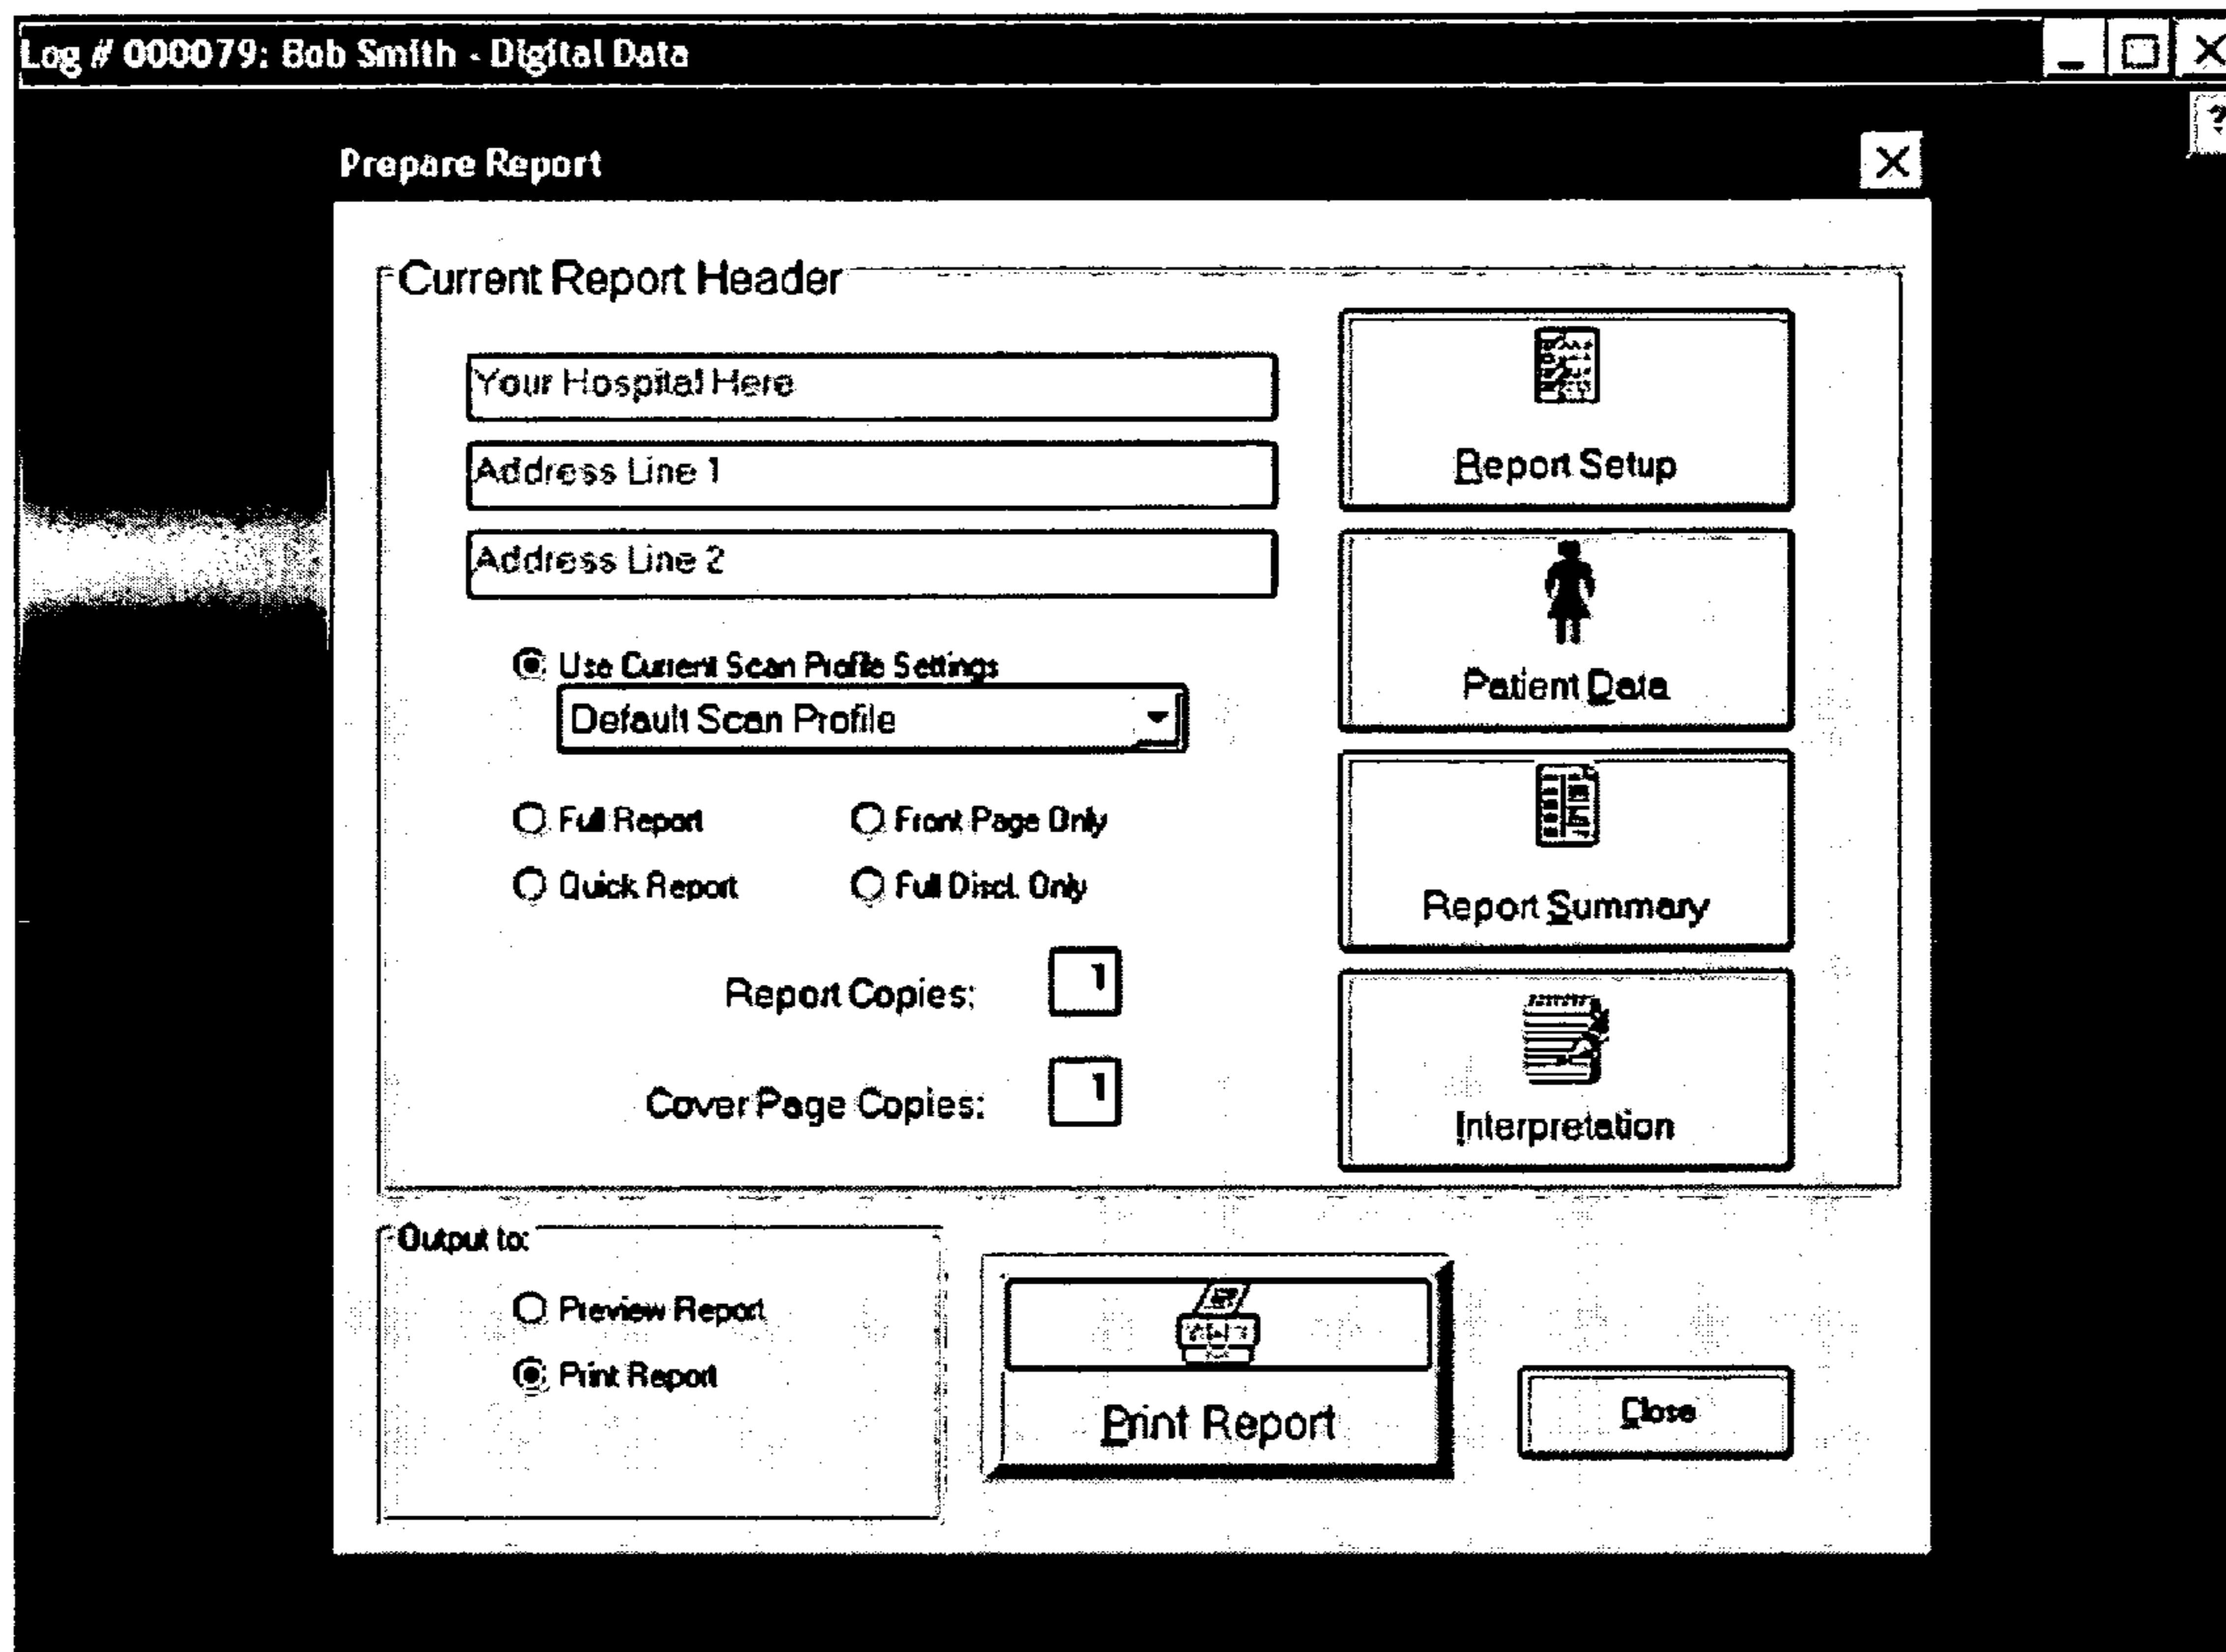 Log # 000079: Bob Smith - Digital Data
?
Prepare Report
Current Report Header
Your Hospital Here
Address Line 1
Address Line 2
Use Current Scan Profile Settings
Default Scan Profile
Full Report
Front Page Only
Quick Report
Full Discl. Only
Report Copies: 1
Cover Page Copies: 1
Report Setup
Patient Data
Report Summary
Interpretation
Output to:
Preview Report
Print Report
Print Report
Close